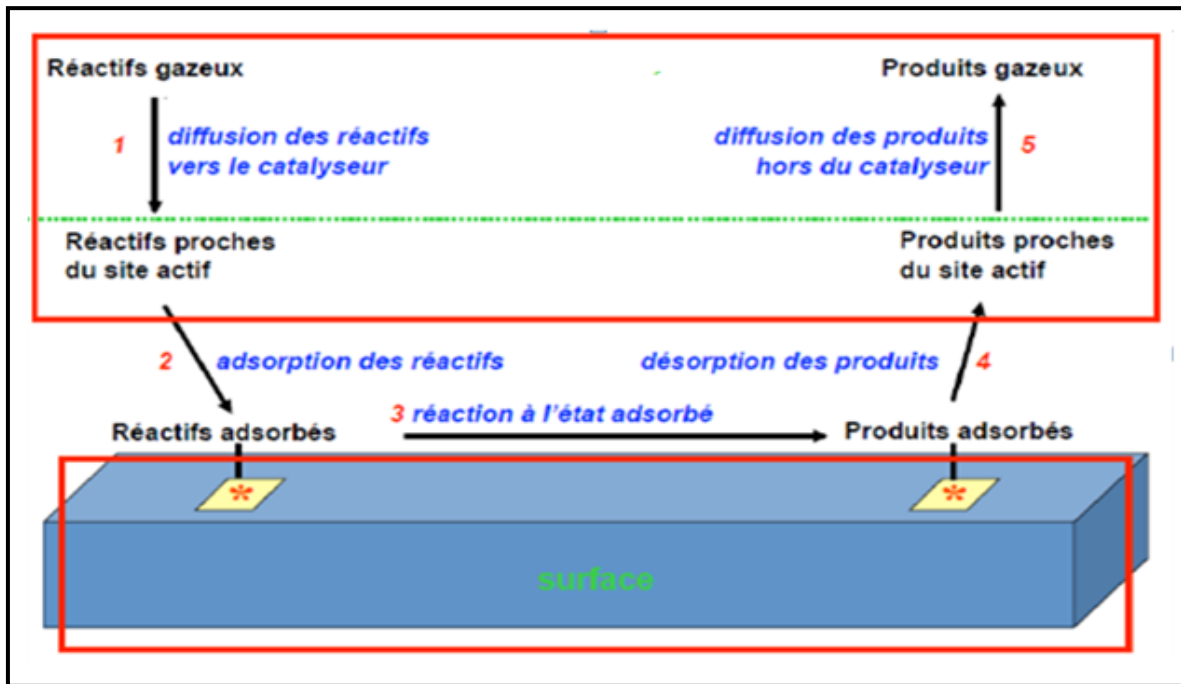 Réactifs gazeux
Produits gazeux
1
diffusion des réactifs
vers le catalyseur
diffusion des produits
hors du catalyseur
5
Réactifs proches
du site actif
Produits proches
du site actif
2
adsorption des réactifs
désorption des produits
4
3 réaction à l'état adsorbé
Réactifs adsorbés
Produits adsorbés
*
*
surface